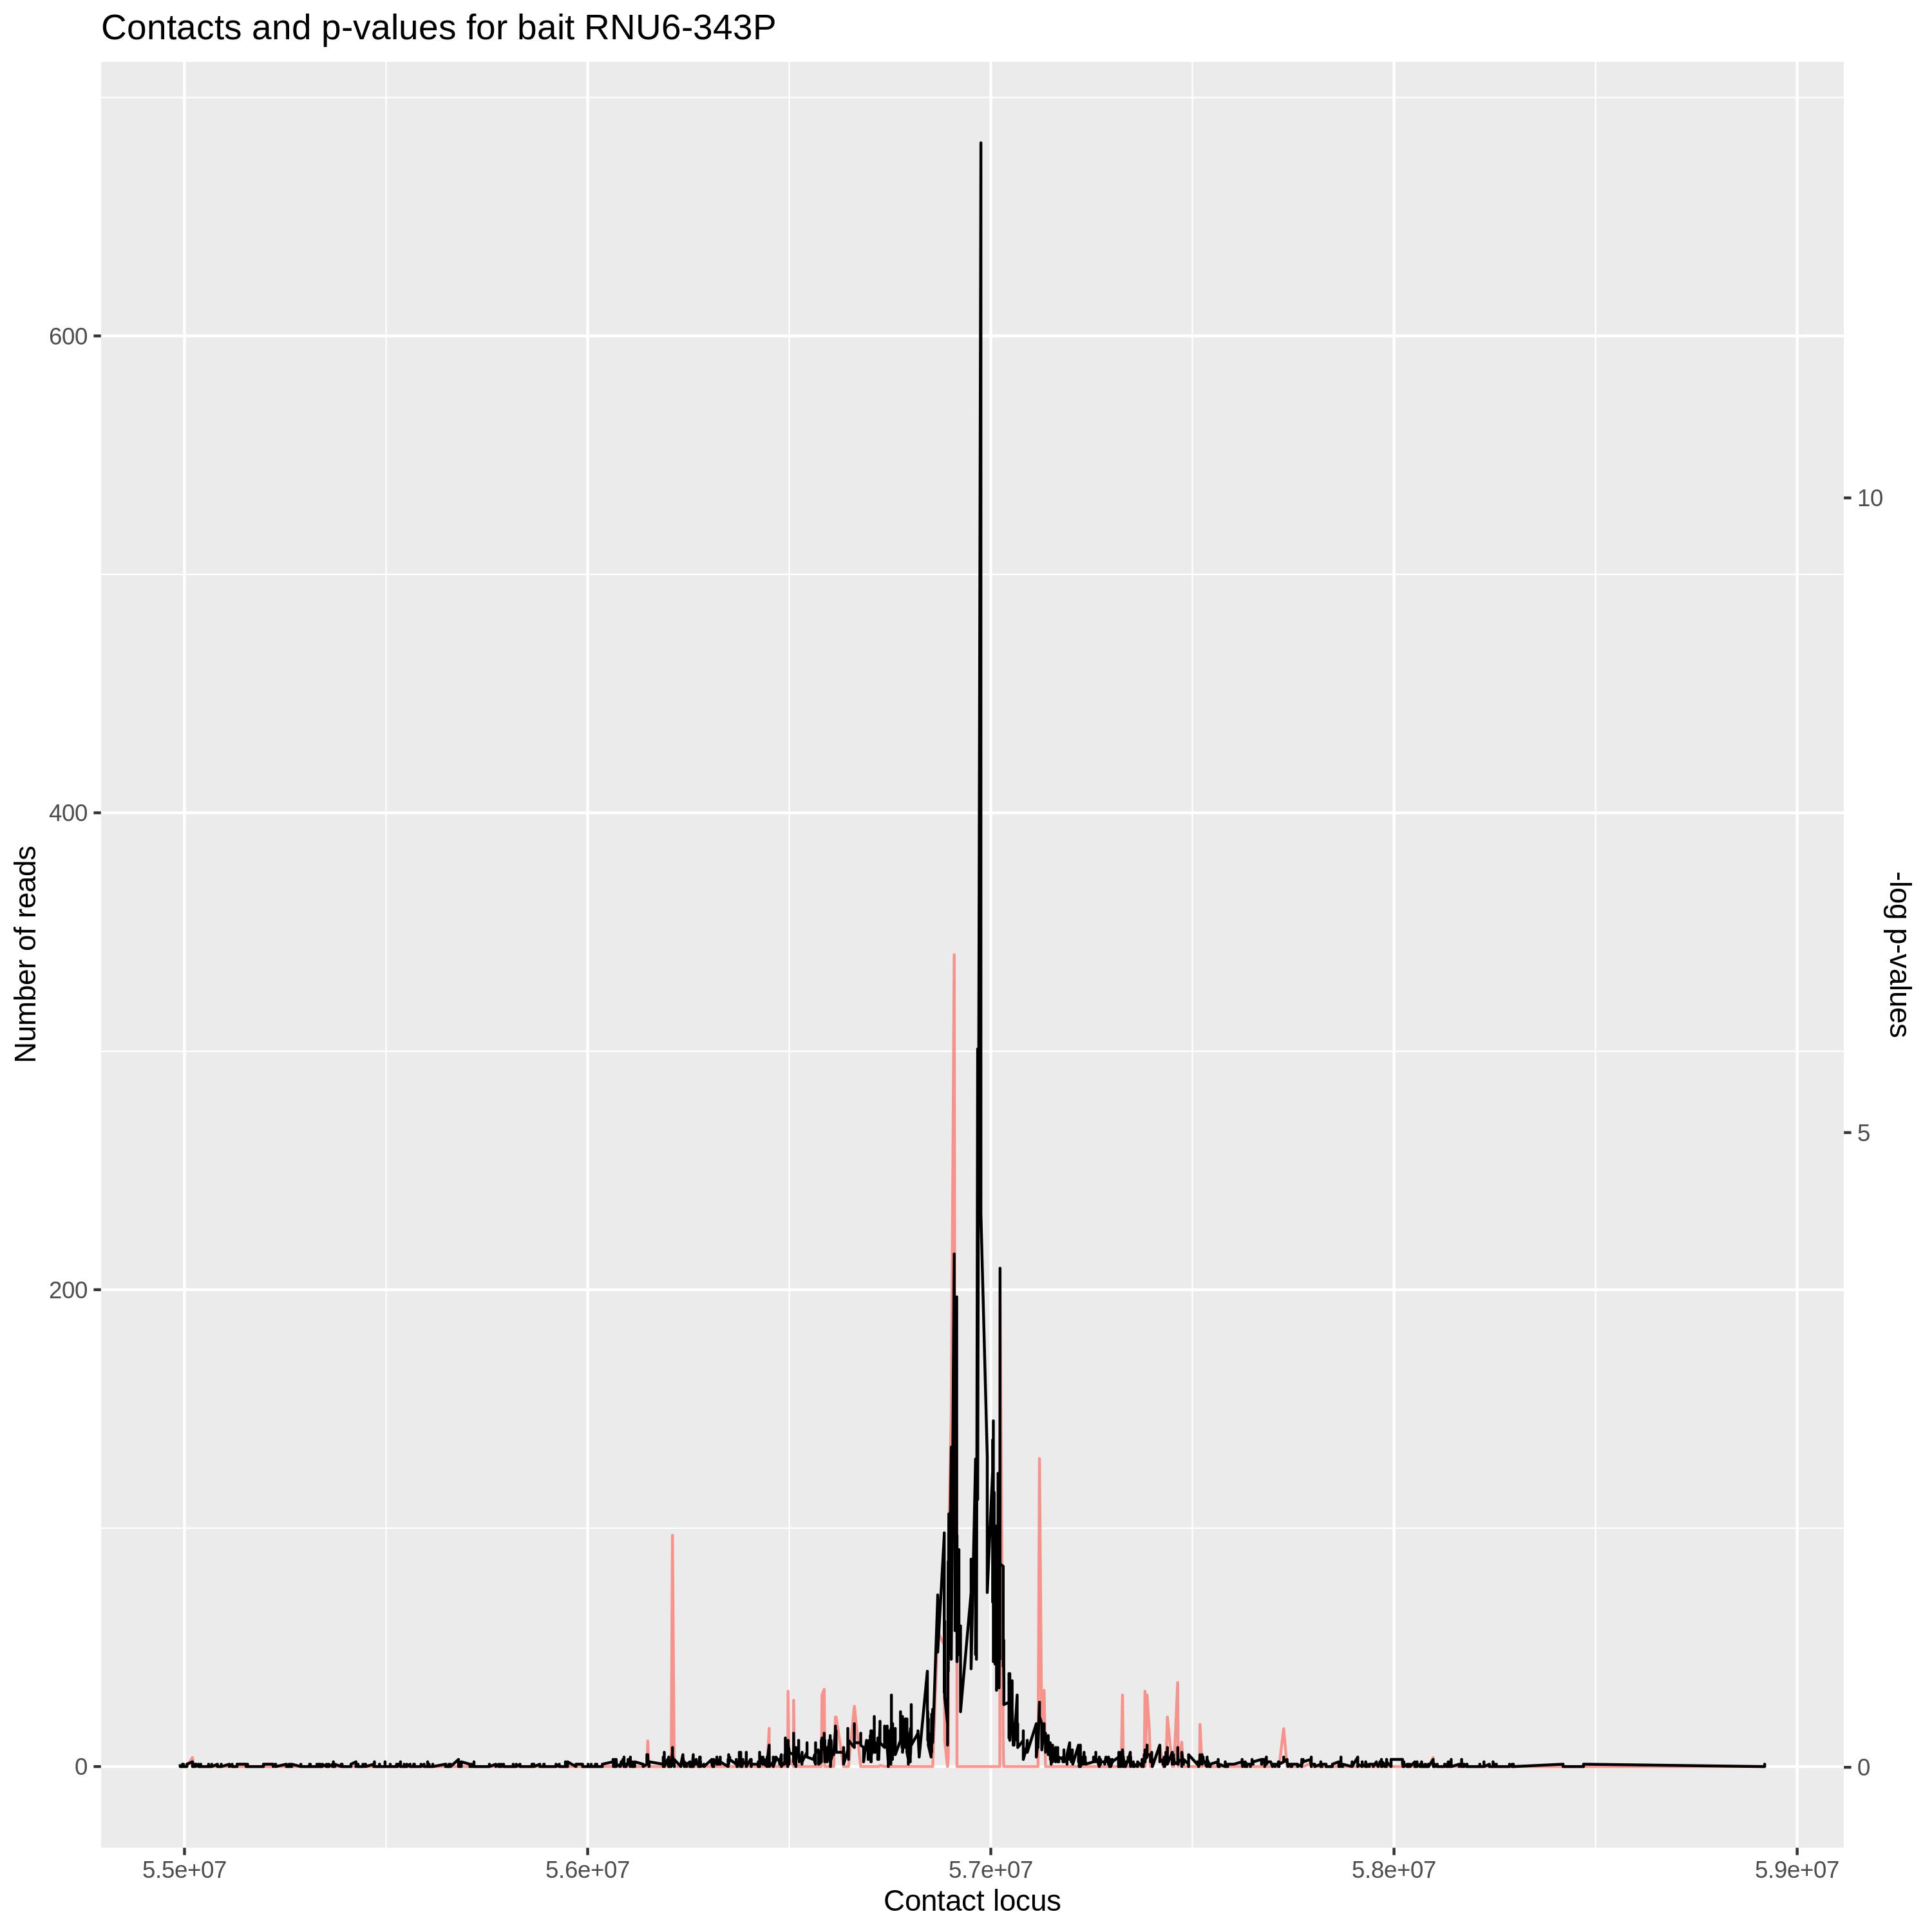 Contacts and p-values for bait RNU6-343P
600
400
200
0
Number of reads
10
5
0
-log p-values
5.5e+07
5.6e+07
5.7e+07
5.8e+07
5.9e+07
Contact locus